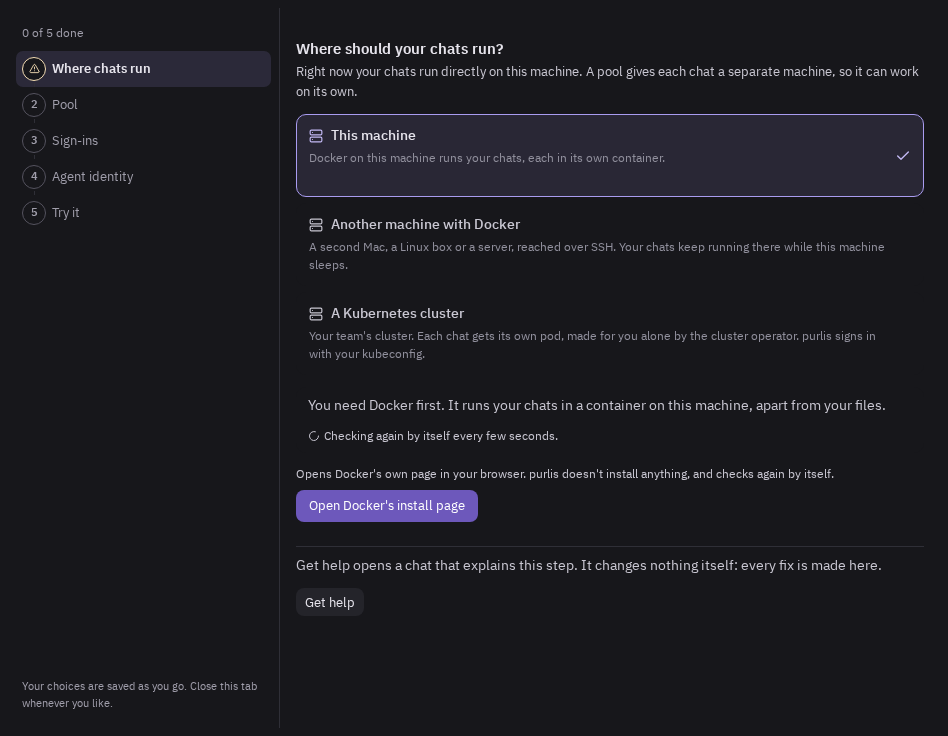 0 of 5 done
Where chats run
2 Pool
3 Sign-ins
4 Agent identity
5 Try it
Your choices are saved as you go. Close this tab
whenever you like.
Where should your chats run?
Right now your chats run directly on this machine. A pool gives each chat a separate machine, so it can work
on its own.
This machine
Docker on this machine runs your chats, each in its own container.
Another machine with Docker
A second Mac, a Linux box or a server, reached over SSH. Your chats keep running there while this machine
sleeps.
A Kubernetes cluster
Your team's cluster. Each chat gets its own pod, made for you alone by the cluster operator. purlis signs in
with your kubeconfig.
You need Docker first. It runs your chats in a container on this machine, apart from your files.
Checking again by itself every few seconds.
Opens Docker's own page in your browser. purlis doesn't install anything, and checks again by itself.
Open Docker's install page
Get help opens a chat that explains this step. It changes nothing itself: every fix is made here.
Get help